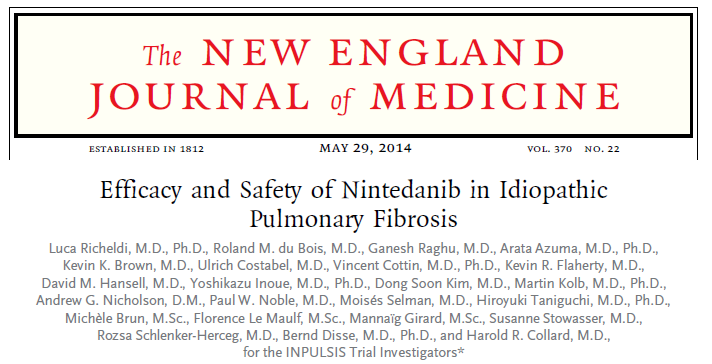 The NEW ENGLAND
JOURNAL of MEDICINE
ESTABLISHED IN 1812 MAY 29, 2014 VOL. 370 NO. 22
Efficacy and Safety of Nintedanib in Idiopathic
Pulmonary Fibrosis
Luca Richeldi, M.D., Ph.D., Roland M. du Bois, M.D., Ganesh Raghu, M.D., Arata Azuma, M.D., Ph.D.,
Kevin K. Brown, M.D., Ulrich Costabel, M.D., Vincent Cottin, M.D., Ph.D., Kevin R. Flaherty, M.D.,
David M. Hansell, M.D., Yoshikazu Inoue, M.D., Ph.D., Dong Soon Kim, M.D., Martin Kolb, M.D., Ph.D.,
Andrew G. Nicholson, D.M., Paul W. Noble, M.D., Moisés Selman, M.D., Hiroyuki Taniguchi, M.D., Ph.D.,
Michèle Brun, M.Sc., Florence Le Maulf, M.Sc., Mannaïg Girard, M.Sc., Susanne Stowasser, M.D.,
Rozsa Schlenker-Herceg, M.D., Bernd Disse, M.D., Ph.D., and Harold R. Collard, M.D.,
for the INPULSIS Trial Investigators*